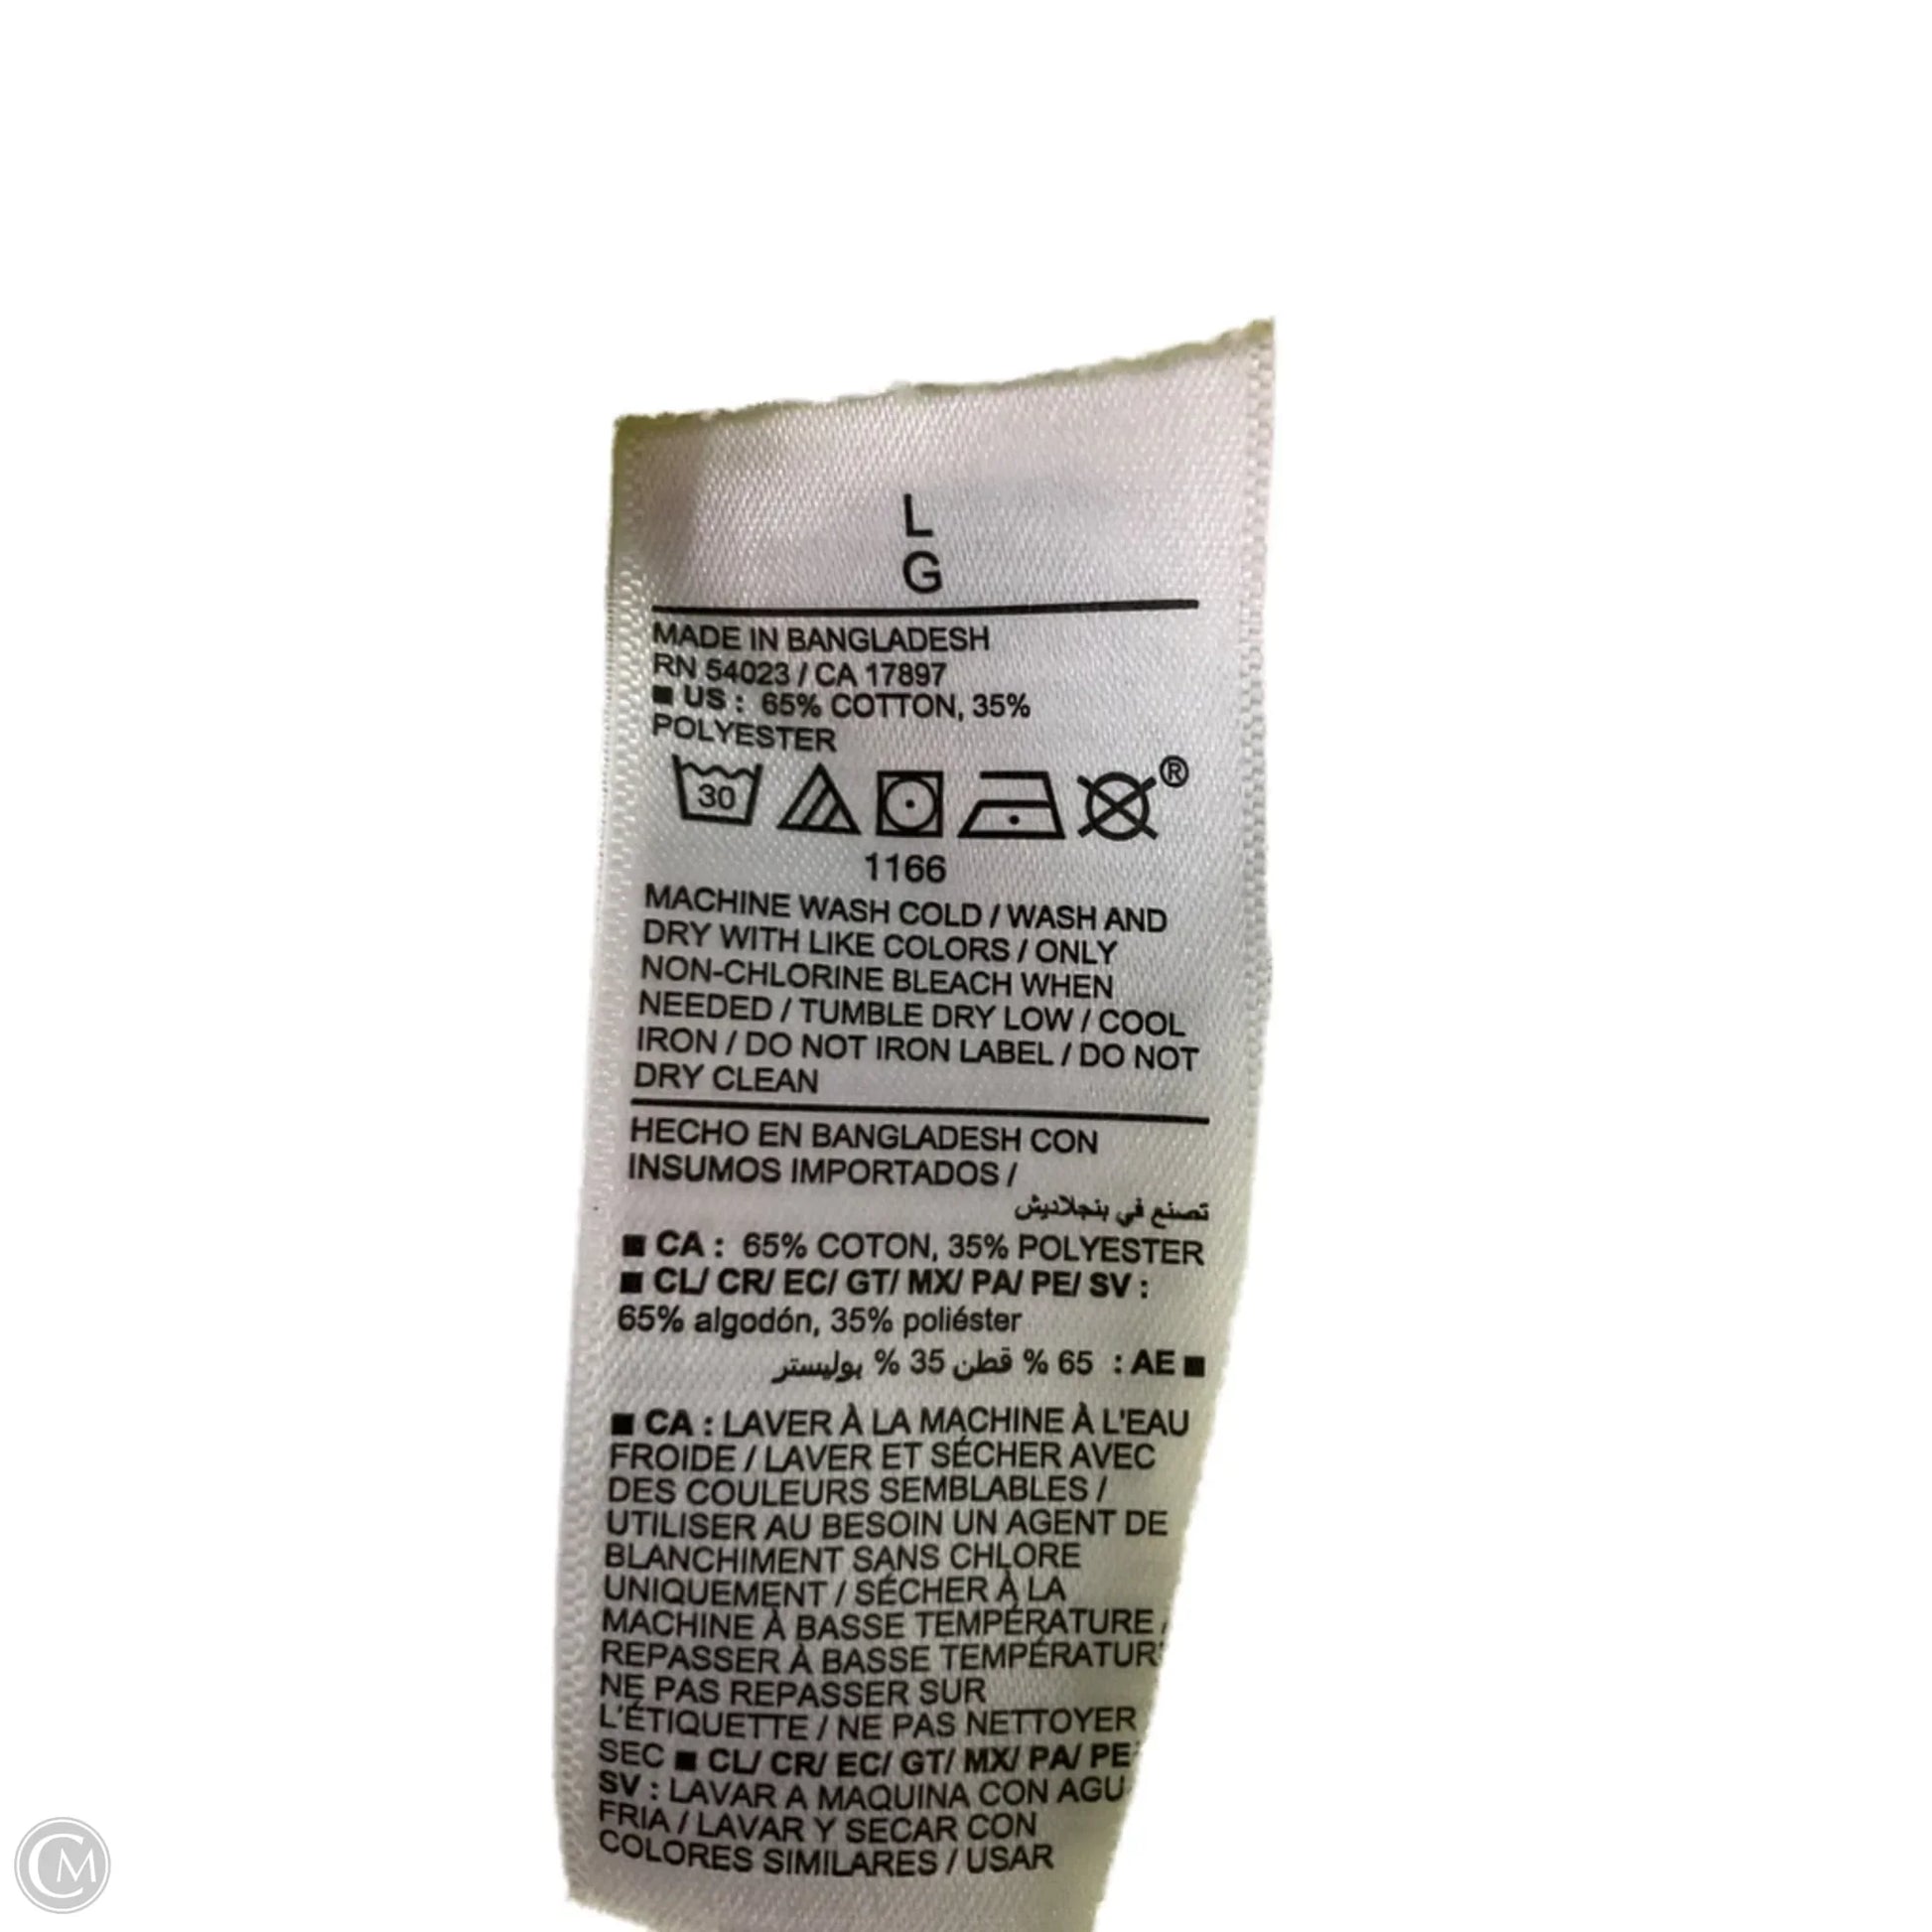 L
G
MADE IN BANGLADESH
RN 54023 / CA 17897
■ US : 65% COTTON, 35%
POLYESTER
30
®
1166
MACHINE WASH COLD / WASH AND
DRY WITH LIKE COLORS / ONLY
NON-CHLORINE BLEACH WHEN
NEEDED / TUMBLE DRY LOW / COOL
IRON / DO NOT IRON LABEL / DO NOT
DRY CLEAN
HECHO EN BANGLADESH CON
INSUMOS IMPORTADOS /
تصنع في بنجلاديش
■ CA : 65% COTON, 35% POLYESTER
■ CL/ CR/ EC/ GT/ MX/ PA/ PE/ SV :
65% algodón, 35% poliéster
■ AE : 65 % قطن 35 % بوليستر
■ CA : LAVER À LA MACHINE À L'EAU
FROIDE / LAVER ET SÉCHER AVEC
DES COULEURS SEMBLABLES /
UTILISER AU BESOIN UN AGENT DE
BLANCHIMENT SANS CHLORE
UNIQUEMENT / SÉCHER À LA
MACHINE À BASSE TEMPÉRATURE /
REPASSER À BASSE TEMPÉRATUR
NE PAS REPASSER SUR
L'ÉTIQUETTE / NE PAS NETTOYER
SEC ■ CL/ CR/ EC/ GT/ MX/ PA/ PE
SV : LAVAR A MAQUINA CON AGU
FRIA / LAVAR Y SECAR CON
COLORES SIMILARES / USAR
CM